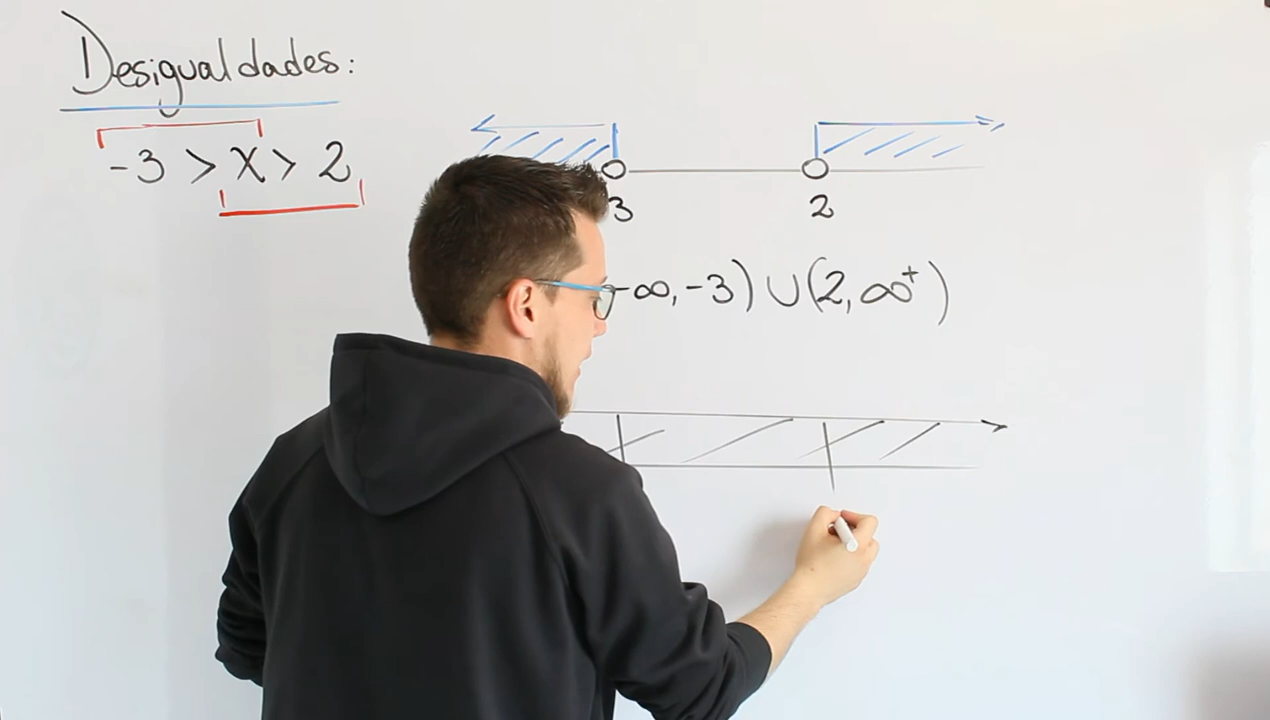 Desigualdades:
-3 > x > 2
3 2
-∞, -3) ∪ (2, ∞⁺)